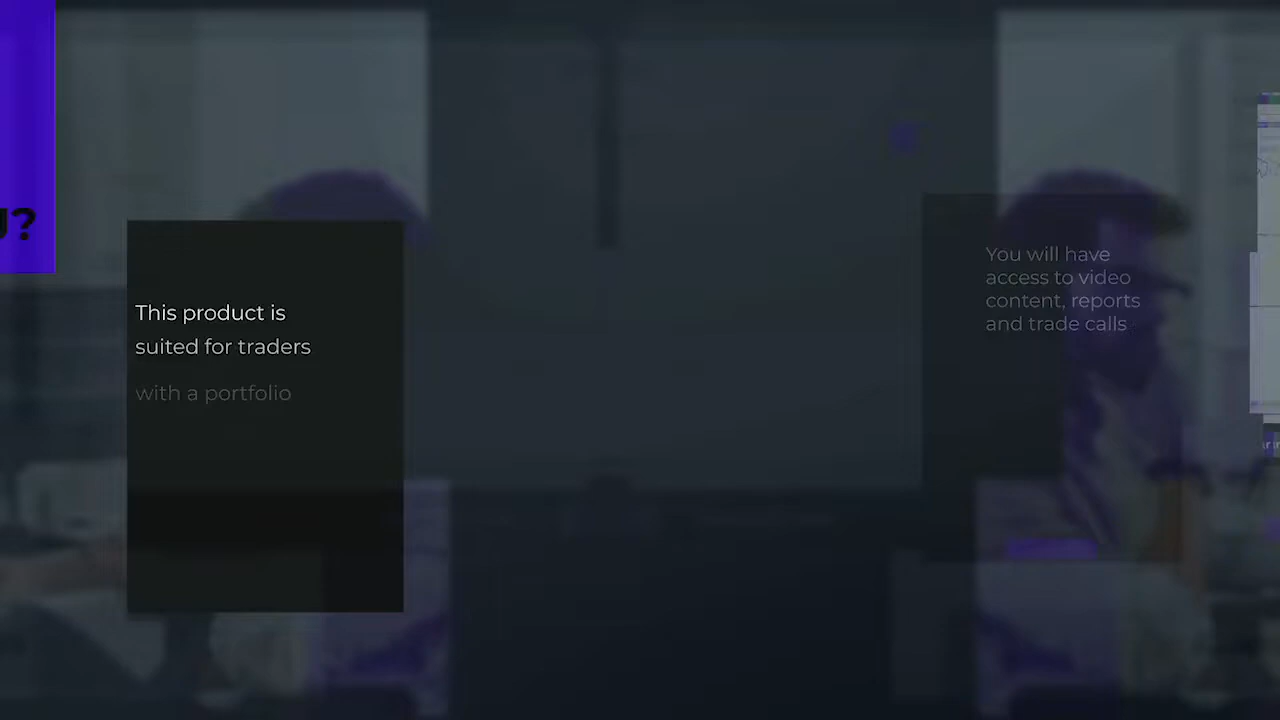 U?
This product is
suited for traders
with a portfolio
You will have
access to video
content, reports
and trade calls